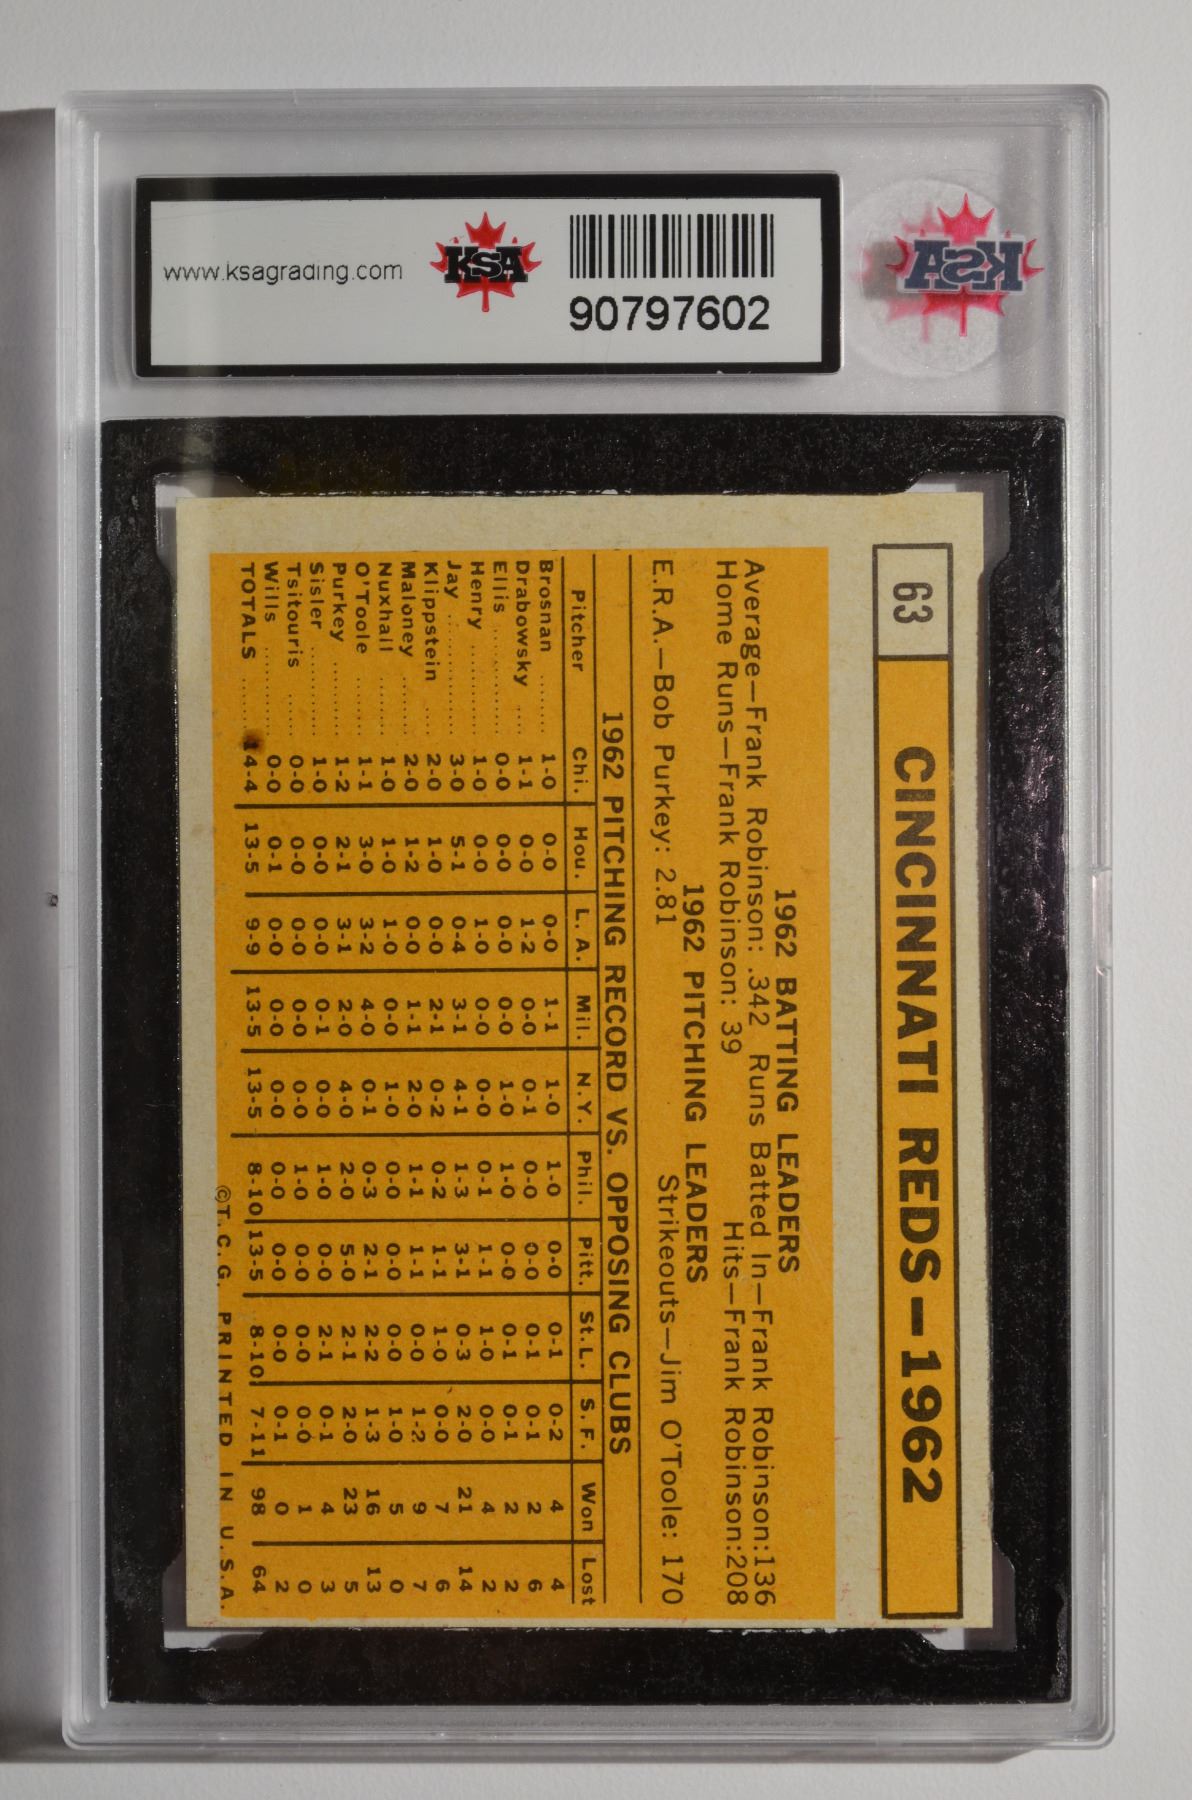 www.ksagrading.com
KSA
90797602
KSA
63 CINCINNATI REDS-1962
1962 BATTING LEADERS
Average—Frank Robinson: .342 Runs Batted In—Frank Robinson:136
Home Runs—Frank Robinson: 39 Hits—Frank Robinson:208
1962 PITCHING LEADERS
E.R.A.—Bob Purkey: 2.81 Strikeouts—Jim O'Toole: 170
1962 PITCHING RECORD VS. OPPOSING CLUBS
Pitcher Chi. Hou. L. A. Mil. N.Y. Phil. Pitt. St.L. S. F. Won Lost
Brosnan ....... 1-0 0-0 0-0 1-1 1-0 1-0 0-0 0-1 0-2 4 4
Drabowsky .... 1-1 0-0 1-2 0-0 0-1 0-0 0-0 0-1 0-1 2 6
Ellis ........... 0-0 0-0 0-0 0-0 1-0 1-0 0-0 0-1 0-1 2 2
Henry ......... 1-0 0-0 1-0 0-0 0-0 0-1 1-1 1-0 0-0 4 2
Jay ............ 3-0 5-1 0-4 3-1 4-1 1-3 3-1 0-3 2-0 21 14
Klippstein .... 2-0 1-0 0-0 2-1 0-2 0-2 1-1 1-0 0-0 7 6
Maloney ....... 2-0 1-2 0-0 1-1 2-0 1-1 1-1 0-0 1-2 9 7
Nuxhall ....... 1-0 1-0 1-0 0-0 1-0 0-0 0-0 0-0 1-0 5 0
O'Toole ....... 1-1 3-0 3-2 4-0 0-1 0-3 2-1 2-2 1-3 16 13
Purkey ........ 1-2 2-1 3-1 2-0 4-0 2-0 5-0 2-1 2-0 23 5
Sisler .......... 1-0 0-0 0-0 0-1 0-0 1-0 0-0 2-1 0-1 4 3
Tsitouris ..... 0-0 0-0 0-0 0-0 0-0 1-0 0-0 0-0 0-0 1 0
Wills .......... 0-0 0-1 0-0 0-0 0-0 0-0 0-0 0-0 0-1 0 2
TOTALS ...... 14-4 13-5 9-9 13-5 13-5 8-10 13-5 8-10 7-11 98 64
©T. C. G. PRINTED IN U.S.A.